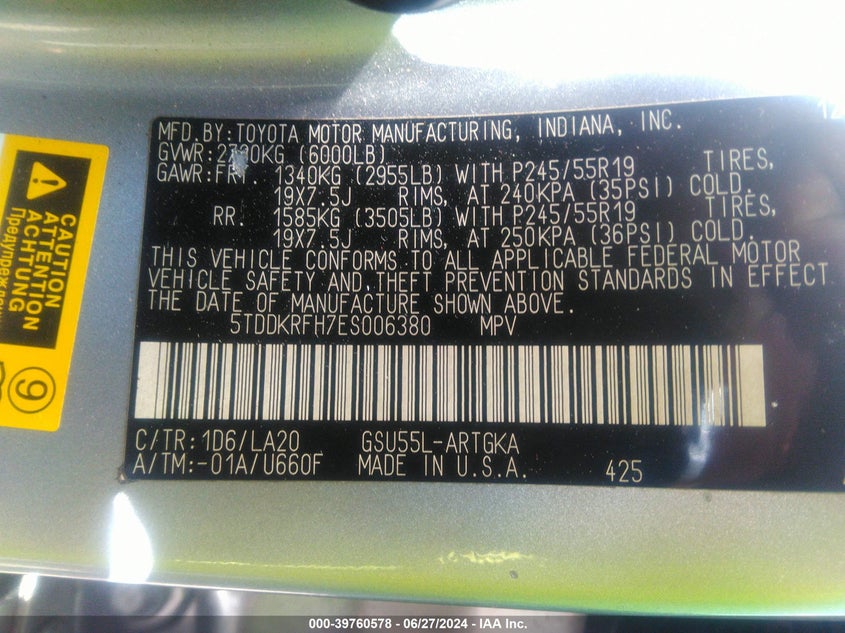 MFD.BY:TOYOTA MOTOR MANUFACTURING, INDIANA, INC.
GVWR: (6000LB)
GAWR:FRT. 1340KG (2955LB) WITH P245/55R19 TIRES,
19X7.5J RIMS, AT 240KPA (35PSI) COLD.
RR. 1585KG (3505LB) WITH P245/55R19 TIRES,
19X7.5J RIMS, AT 250KPA (36PSI) COLD.
THIS VEHICLE CONFORMS TO ALL APPLICABLE FEDERAL MOTOR
VEHICLE SAFETY AND THEFT PREVENTION STANDARDS IN EFFECT
THE DATE OF MANUFACTURE SHOWN ABOVE.
5TDDKRFH7ES006380 MPV
C/TR:1D6/LA20 GSU55L-ARTGKA
A/TM:-01A/U660F MADE IN U.S.A. 425
CAUTION
ATTENTION
ACHTUNG
9
000-39760578 - 06/27/2024 - IAA Inc.